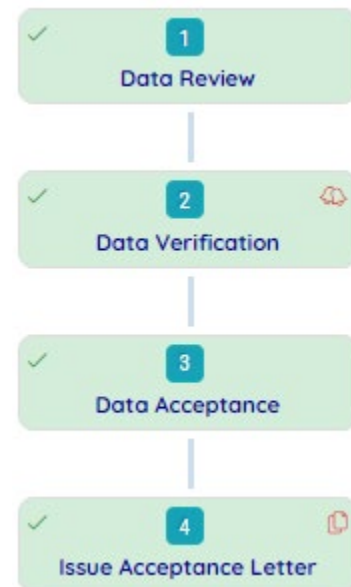 1
Data Review
2
Data Verification
3
Data Acceptance
4
Issue Acceptance Letter